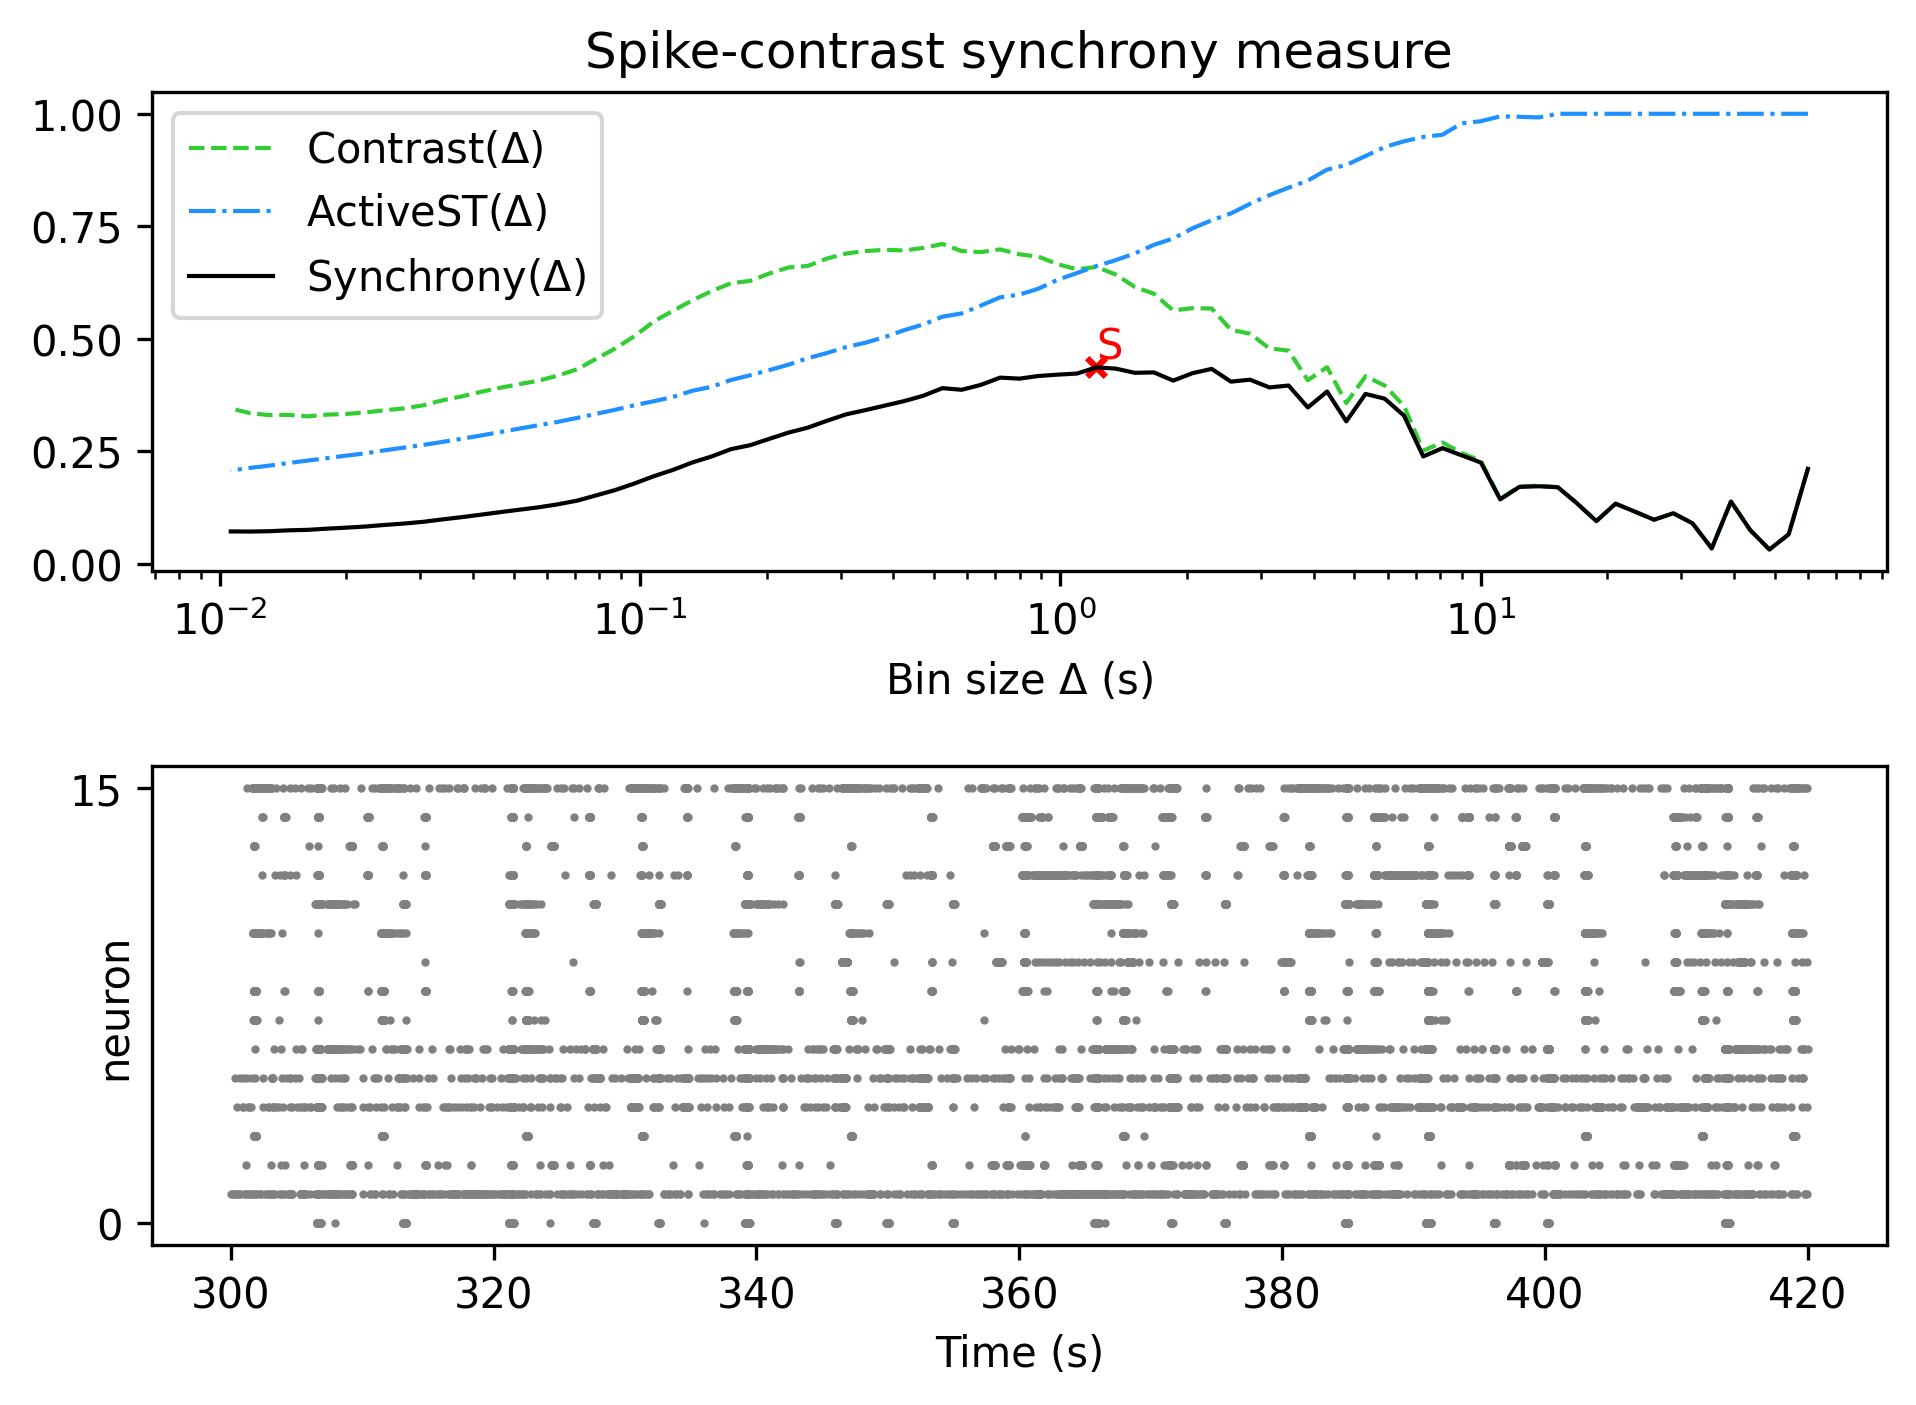 Spike-contrast synchrony measure
1.00
0.75
0.50
0.25
0.00
Contrast(Δ)
ActiveST(Δ)
Synchrony(Δ)
S
10⁻² 10⁻¹ 10⁰ 10¹
Bin size Δ (s)
15
0
neuron
300 320 340 360 380 400 420
Time (s)